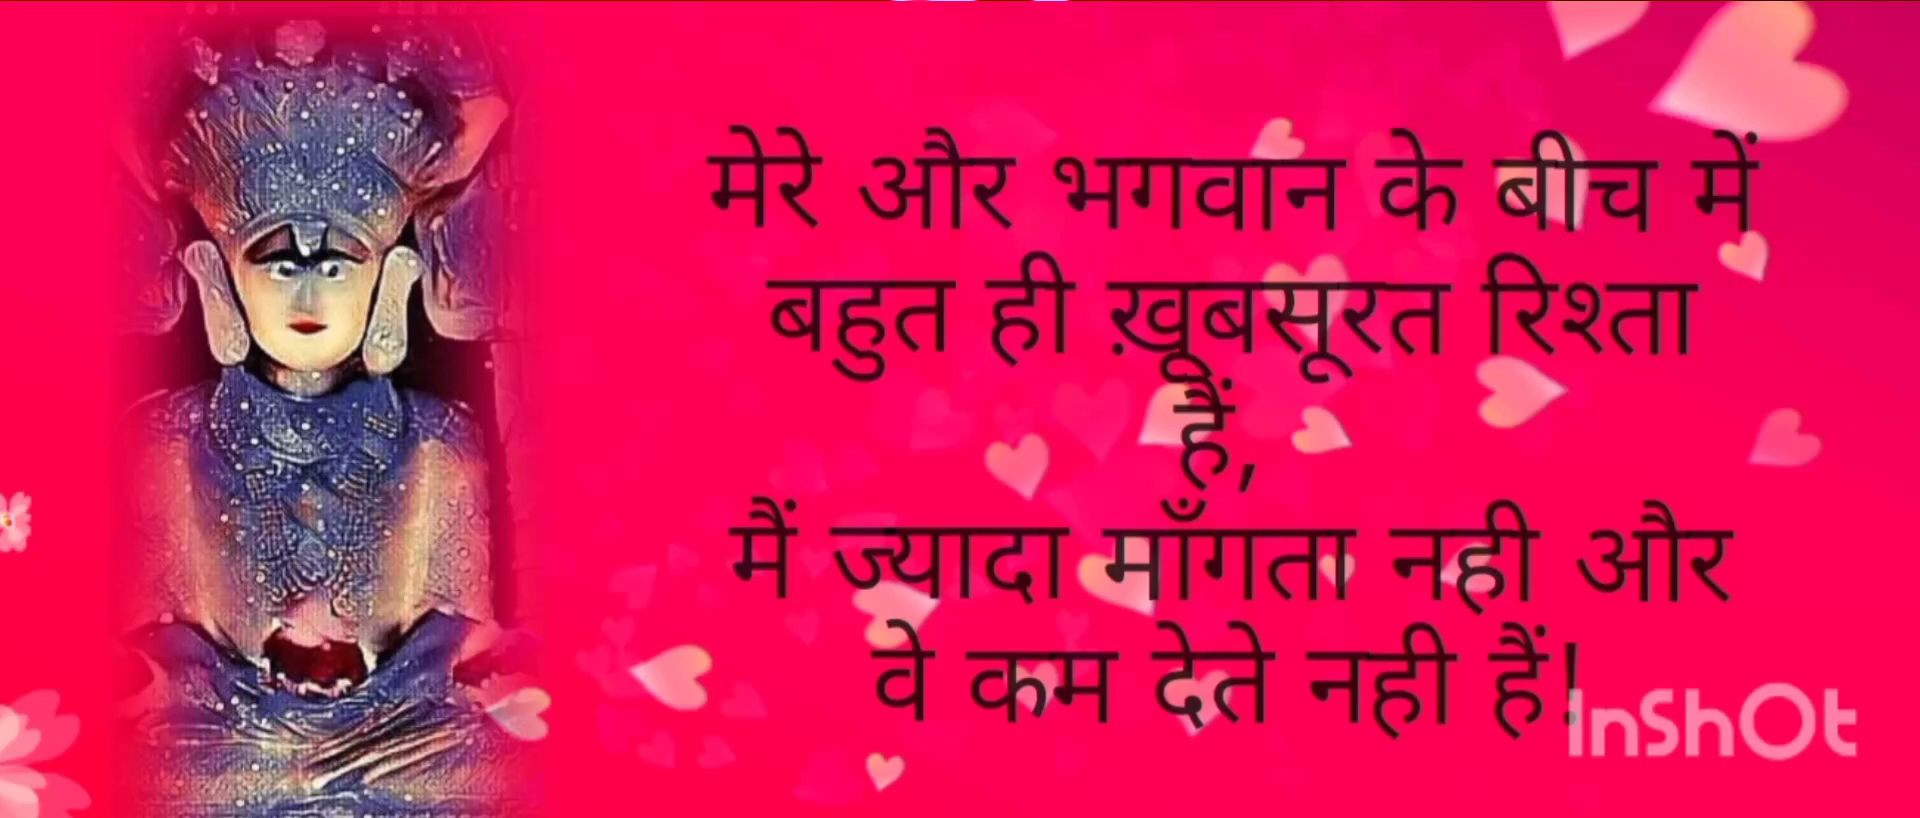 मेरे और भगवान के बीच में
बहुत ही ख़ूबसूरत रिश्ता
हैं,
मैं ज्यादा माँगता नही और
वे कम देते नही हैं!
InShOt